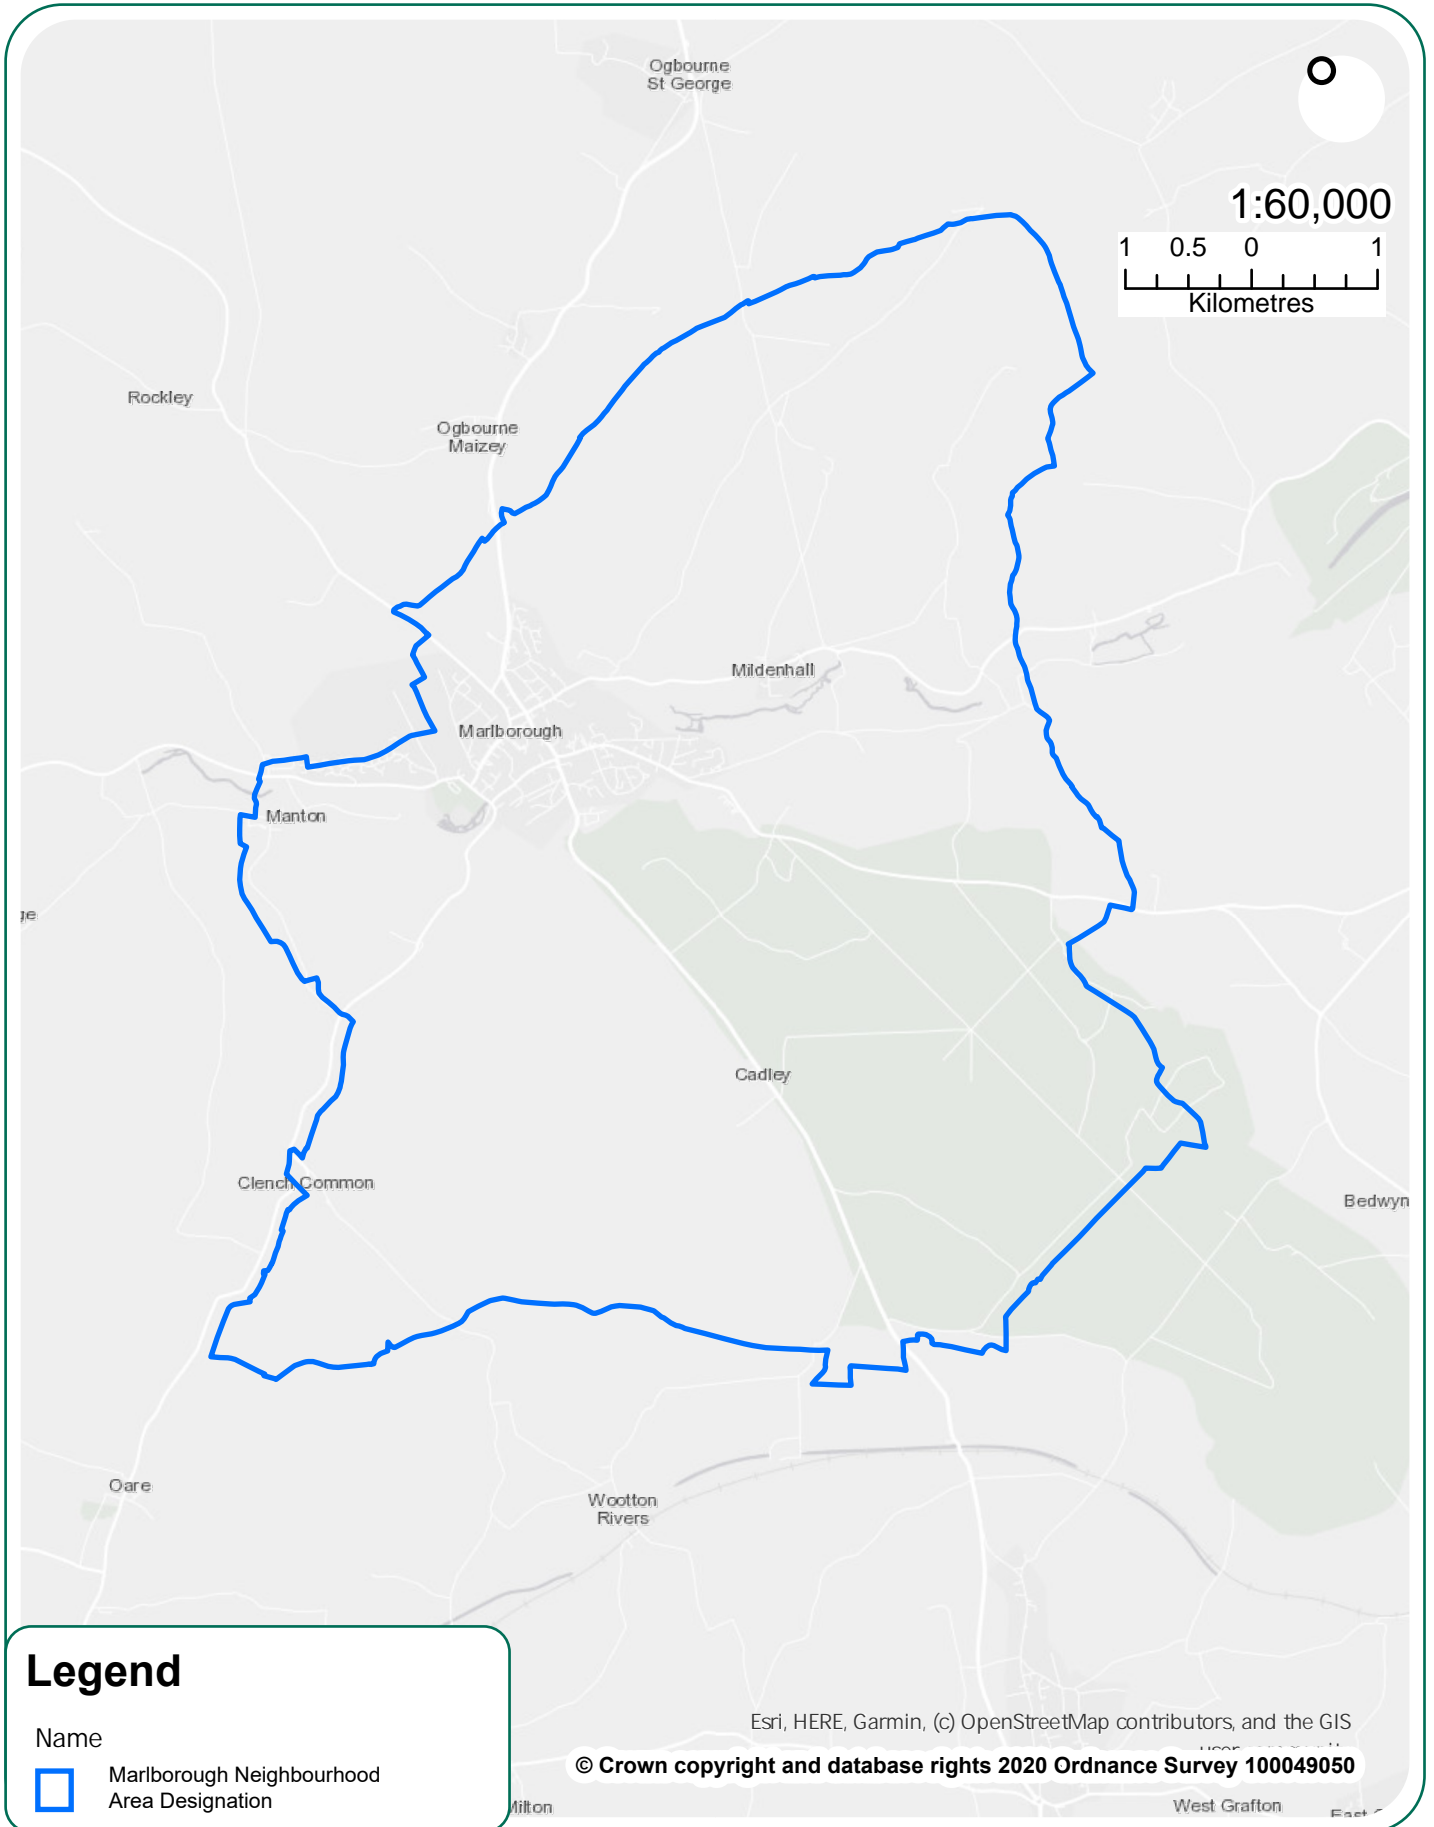 Ogbourne
St George
1:60,000
1 0.5 0 1
Kilometres
Rockley
Ogbourne
Maizey
Mildenhall
Marlborough
Manton
Cadley
Clench Common
Bedwyn
Oare
Wootton
Rivers
Legend
Name
Marlborough Neighbourhood
Area Designation
Esri, HERE, Garmin, (c) OpenStreetMap contributors, and the GIS
© Crown copyright and database rights 2020 Ordnance Survey 100049050
Milton
West Grafton